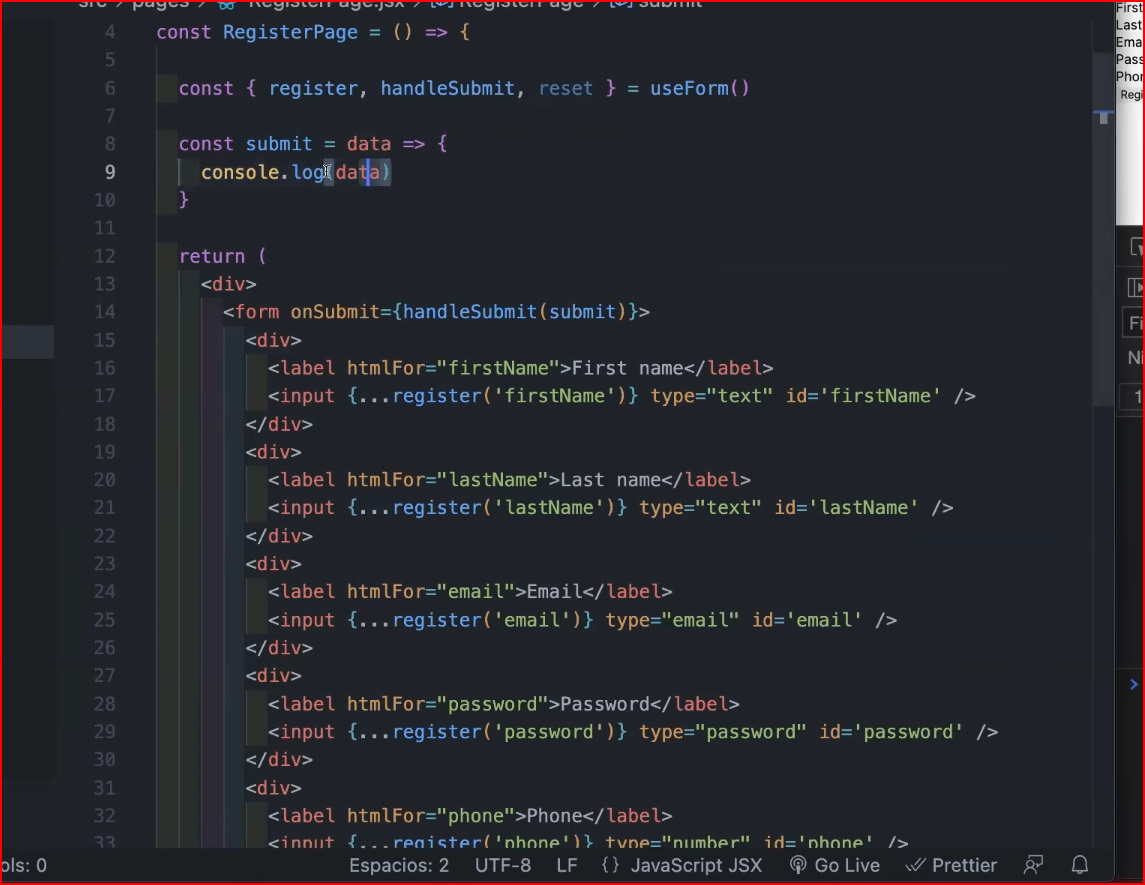 src > pages > RegisterPage.jsx > RegisterPage > submit
4 const RegisterPage = () => {
5
6 const { register, handleSubmit, reset } = useForm()
7
8 const submit = data => {
9 console.log(data)
10 }
11
12 return (
13 <div>
14 <form onSubmit={handleSubmit(submit)}>
15 <div>
16 <label htmlFor="firstName">First name</label>
17 <input {...register('firstName')} type="text" id='firstName' />
18 </div>
19 <div>
20 <label htmlFor="lastName">Last name</label>
21 <input {...register('lastName')} type="text" id='lastName' />
22 </div>
23 <div>
24 <label htmlFor="email">Email</label>
25 <input {...register('email')} type="email" id='email' />
26 </div>
27 <div>
28 <label htmlFor="password">Password</label>
29 <input {...register('password')} type="password" id='password' />
30 </div>
31 <div>
32 <label htmlFor="phone">Phone</label>
33 <input {...register('phone')} type="number" id='phone' />
ols: 0 Espacios: 2 UTF-8 LF {} JavaScript JSX Go Live Prettier
First
Last
Ema
Pass
Phor
Regi
Fi
Ni
1